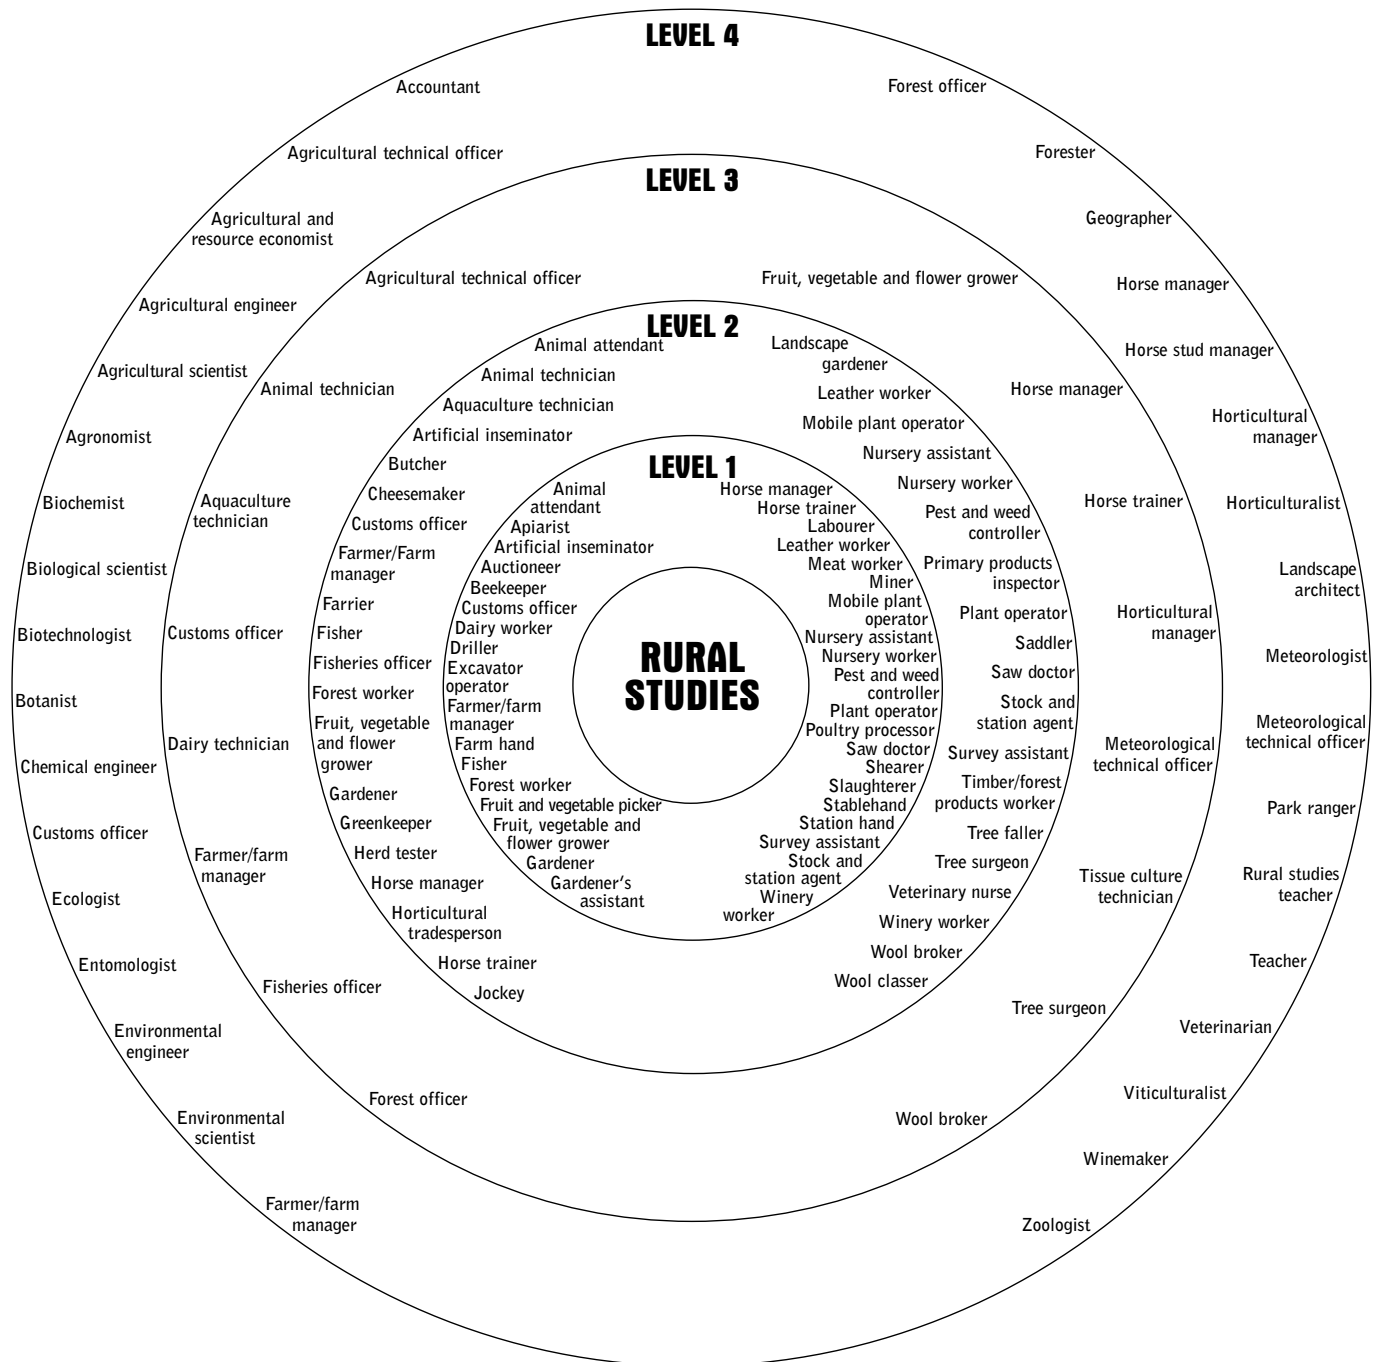 LEVEL 4
Accountant
Agricultural technical officer
Agricultural and
resource economist
Agricultural engineer
Agricultural scientist
Agronomist
Biochemist
Biological scientist
Biotechnologist
Botanist
Chemical engineer
Customs officer
Ecologist
Entomologist
Environmental
engineer
Environmental
scientist
Farmer/farm
manager
Forest officer
Forester
Geographer
Horse manager
Horse stud manager
Horticultural
manager
Horticulturalist
Landscape
architect
Meteorologist
Meteorological
technical officer
Park ranger
Rural studies
teacher
Teacher
Veterinarian
Viticulturalist
Winemaker
Zoologist
LEVEL 3
Agricultural technical officer
Animal technician
Aquaculture
technician
Customs officer
Dairy technician
Farmer/farm
manager
Fisheries officer
Forest officer
Fruit, vegetable and flower grower
Horse manager
Horse trainer
Horticultural
manager
Meteorological
technical officer
Tissue culture
technician
Tree surgeon
Wool broker
LEVEL 2
Animal attendant
Animal technician
Aquaculture technician
Artificial inseminator
Butcher
Cheesemaker
Customs officer
Farmer/Farm
manager
Farrier
Fisher
Fisheries officer
Forest worker
Fruit, vegetable
and flower
grower
Gardener
Greenkeeper
Herd tester
Horse manager
Horticultural
tradesperson
Horse trainer
Jockey
Landscape
gardener
Leather worker
Mobile plant operator
Nursery assistant
Nursery worker
Pest and weed
controller
Primary products
inspector
Plant operator
Saddler
Saw doctor
Stock and
station agent
Survey assistant
Timber/forest
products worker
Tree faller
Tree surgeon
Veterinary nurse
Winery worker
Wool broker
Wool classer
LEVEL 1
Animal
attendant
Apiarist
Artificial inseminator
Auctioneer
Beekeeper
Customs officer
Dairy worker
Driller
Excavator
operator
Farmer/farm
manager
Farm hand
Fisher
Forest worker
Fruit and vegetable picker
Fruit, vegetable and
flower grower
Gardener
Gardener's
assistant
Horse manager
Horse trainer
Labourer
Leather worker
Meat worker
Miner
Mobile plant
operator
Nursery assistant
Nursery worker
Pest and weed
controller
Plant operator
Poultry processor
Saw doctor
Shearer
Slaughterer
Stablehand
Station hand
Survey assistant
Stock and
station agent
Winery
worker
RURAL
STUDIES